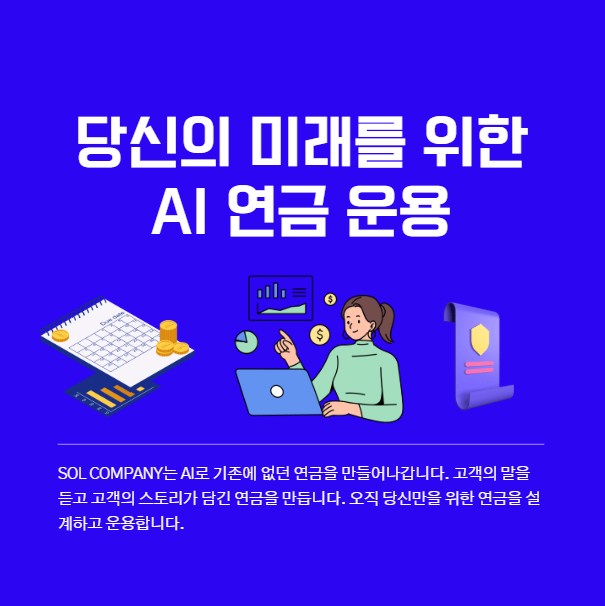 당신의 미래를 위한
AI 연금 운용
Due date
SOL COMPANY는 AI로 기존에 없던 연금을 만들어나갑니다. 고객의 말을
듣고 고객의 스토리가 담긴 연금을 만듭니다. 오직 당신만을 위한 연금을 설
계하고 운용합니다.